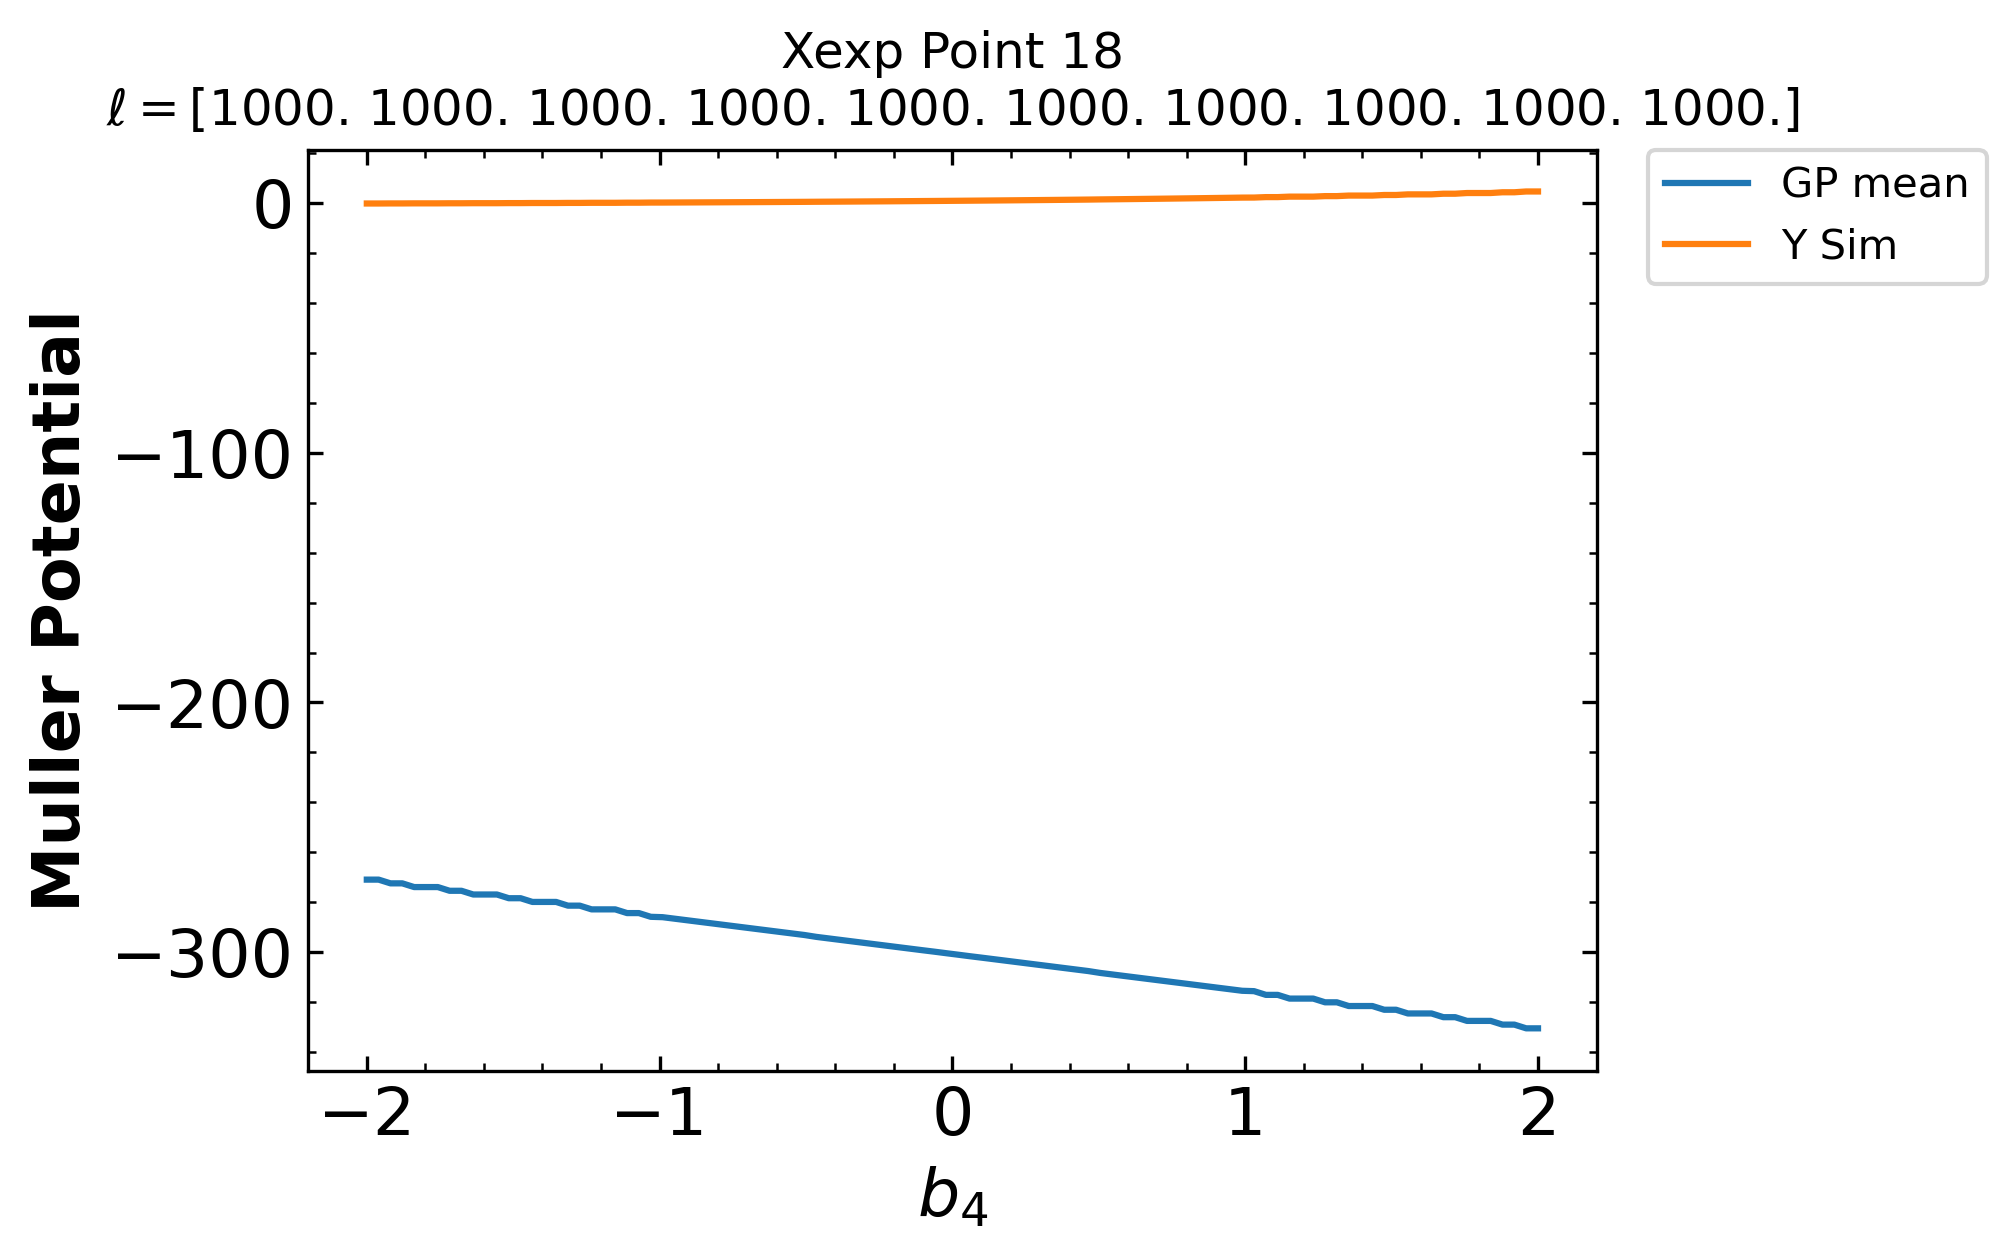 Xexp Point 18
ℓ = [1000. 1000. 1000. 1000. 1000. 1000. 1000. 1000. 1000. 1000.]
GP mean
Y Sim
Muller Potential
0
−100
−200
−300
−2 −1 0 1 2
b₄